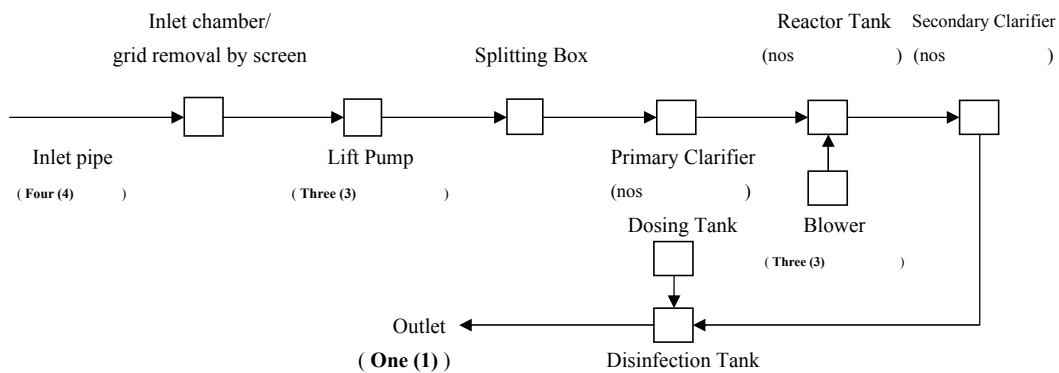 Inlet chamber/
grid removal by screen
Splitting Box
Reactor Tank
(nos )
Secondary Clarifier
(nos )
Inlet pipe
( Four (4) )
Lift Pump
( Three (3) )
Primary Clarifier
(nos )
Blower
( Three (3) )
Dosing Tank
Outlet
( One (1) )
Disinfection Tank